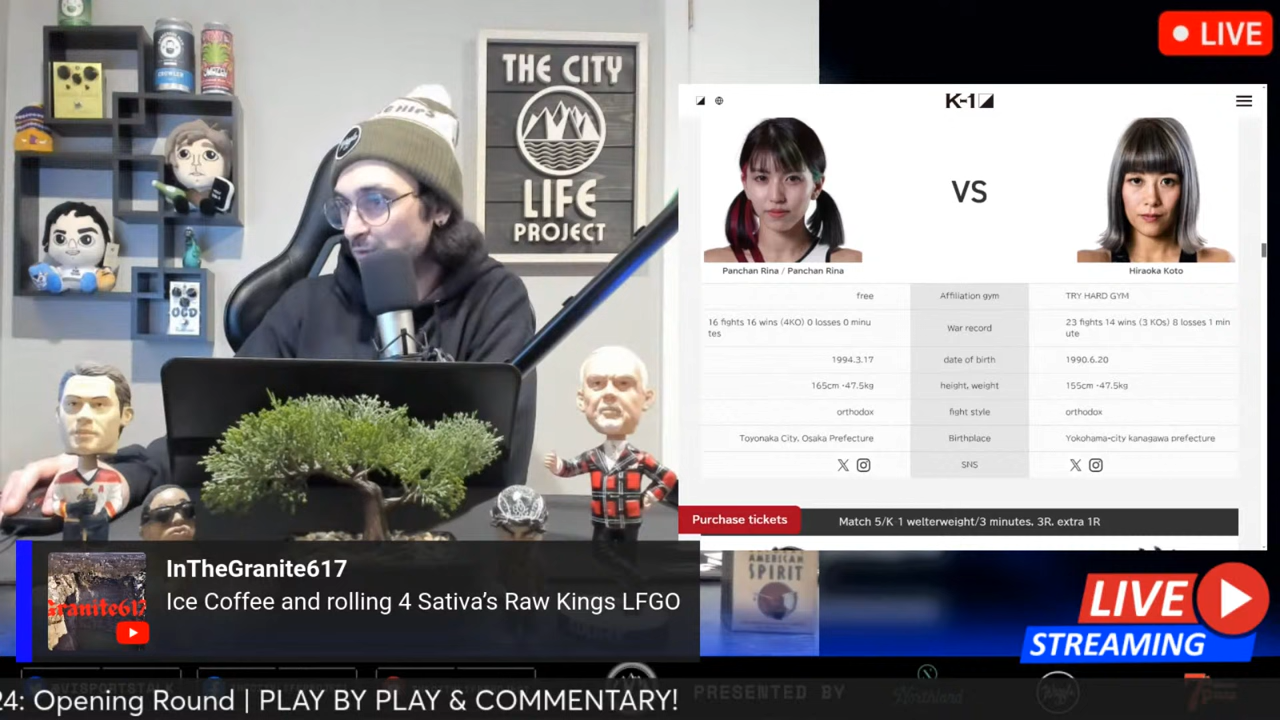 LIVE
K-1
THE CITY
LIFE
PROJECT
VS
Panchan Rina / Panchan Rina
Hiraoka Koto
free
Affiliation gym
TRY HARD GYM
16 fights 16 wins (4KO) 0 losses 0 minu
tes
War record
23 fights 14 wins (3 KOs) 8 losses 1 min
ute
1994.3.17
date of birth
1990.6.20
165cm -47.5kg
height, weight
155cm -47.5kg
orthodox
fight style
orthodox
Toyonaka City, Osaka Prefecture
Birthplace
Yokohama-city kanagawa prefecture
SNS
OCD
Purchase tickets
Match 5/K-1 welterweight/3 minutes, 3R, extra 1R
AMERICAN
SPIRIT
InTheGranite617
Ice Coffee and rolling 4 Sativa's Raw Kings LFGO
Granite617
LIVE
STREAMING
PRESENTED BY
Northland
24: Opening Round | PLAY BY PLAY & COMMENTARY!